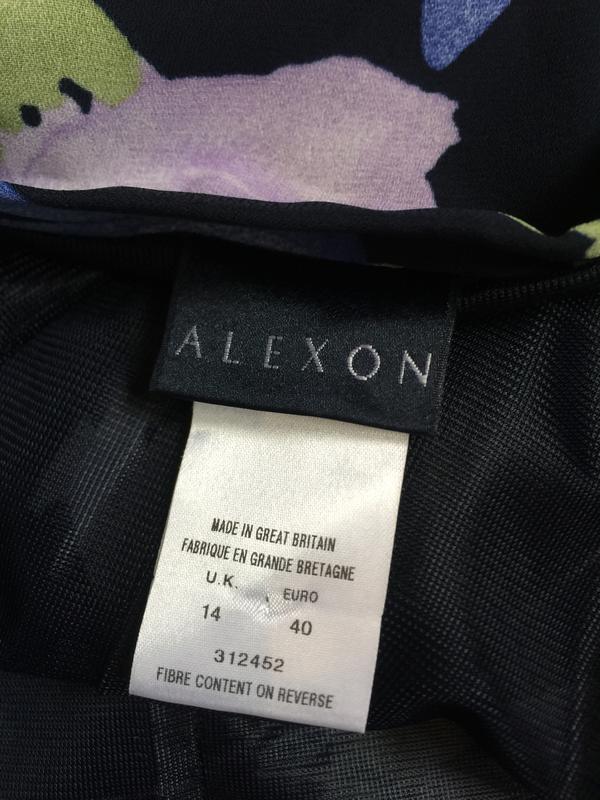 ALEXON
MADE IN GREAT BRITAIN
FABRIQUE EN GRANDE BRETAGNE
U.K. EURO
14 40
312452
FIBRE CONTENT ON REVERSE